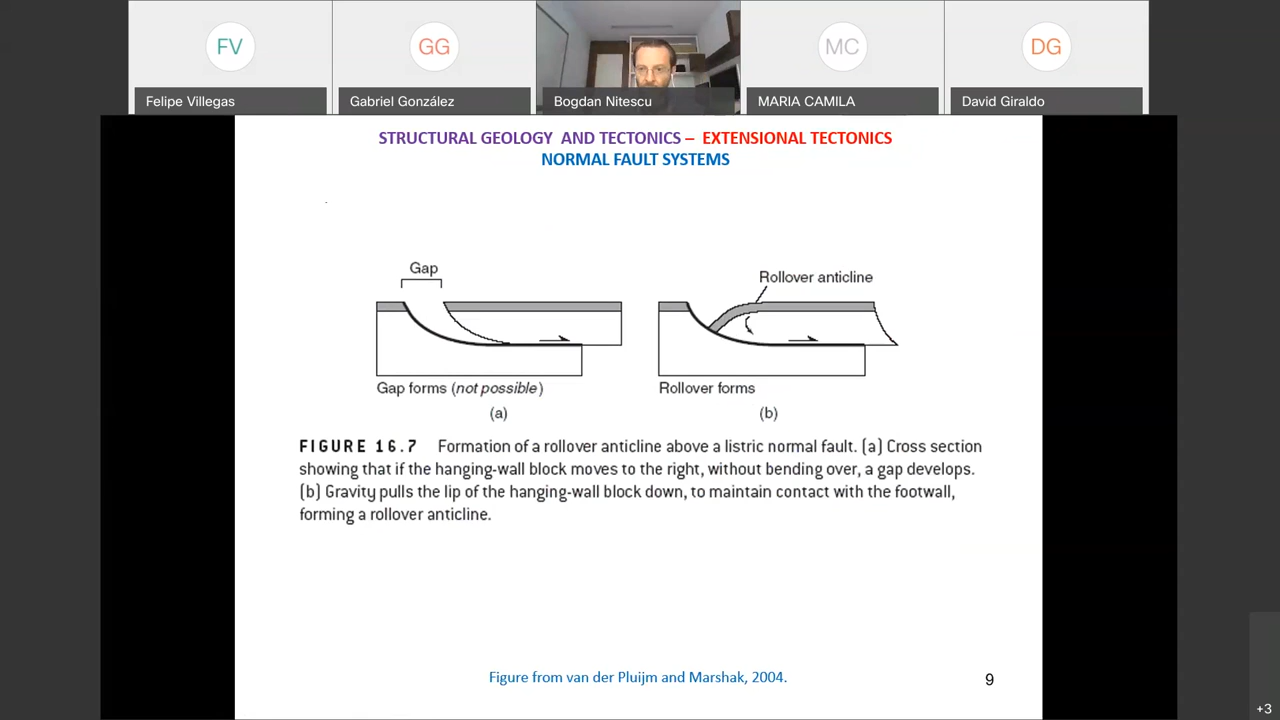 FV
GG
MC
DG
Felipe Villegas
Gabriel González
Bogdan Nitescu
MARIA CAMILA
David Giraldo
STRUCTURAL GEOLOGY AND TECTONICS – EXTENSIONAL TECTONICS
NORMAL FAULT SYSTEMS
Gap
Rollover anticline
Gap forms (not possible)
Rollover forms
(a)
(b)
FIGURE 16.7 Formation of a rollover anticline above a listric normal fault. (a) Cross section
showing that if the hanging-wall block moves to the right, without bending over, a gap develops.
(b) Gravity pulls the lip of the hanging-wall block down, to maintain contact with the footwall,
forming a rollover anticline.
Figure from van der Pluijm and Marshak, 2004.
9
+3